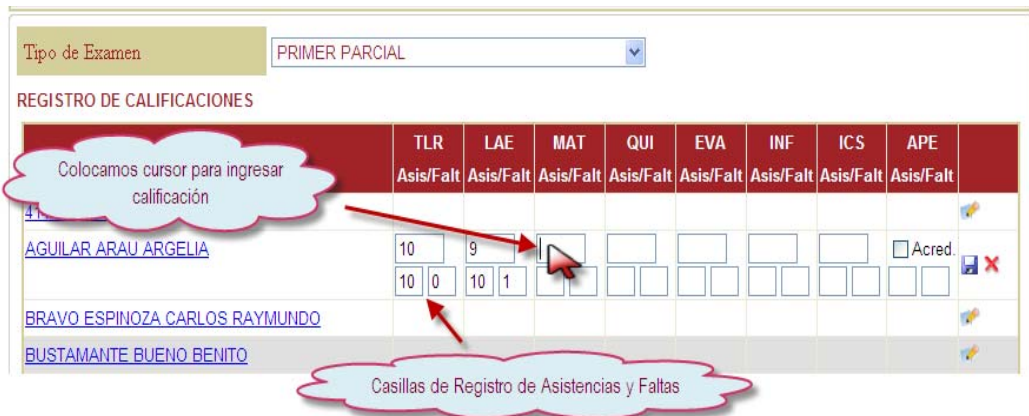 Tipo de Examen PRIMER PARCIAL
REGISTRO DE CALIFICACIONES
TLR LAE MAT QUI EVA INF ICS APE
Asis/Falt Asis/Falt Asis/Falt Asis/Falt Asis/Falt Asis/Falt Asis/Falt Asis/Falt
Colocamos cursor para ingresar
calificación
AGUILAR ARAU ARGELIA 10 9 Acred.
10 0 10 1
BRAVO ESPINOZA CARLOS RAYMUNDO
BUSTAMANTE BUENO BENITO
Casillas de Registro de Asistencias y Faltas